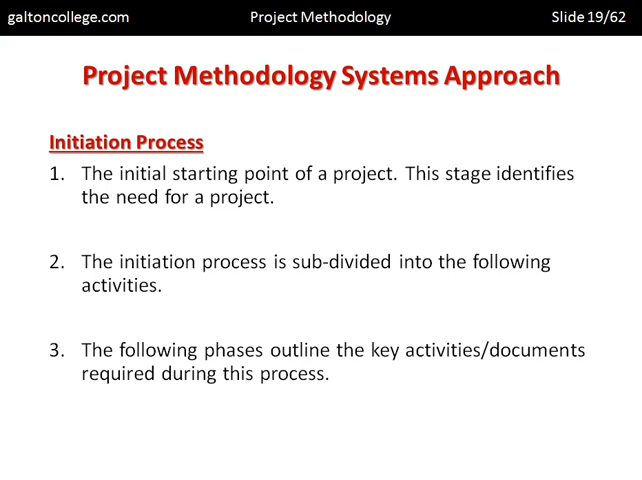 galtoncollege.com Project Methodology Slide 19/62
Project Methodology Systems Approach
Initiation Process
1. The initial starting point of a project. This stage identifies
the need for a project.
2. The initiation process is sub-divided into the following
activities.
3. The following phases outline the key activities/documents
required during this process.